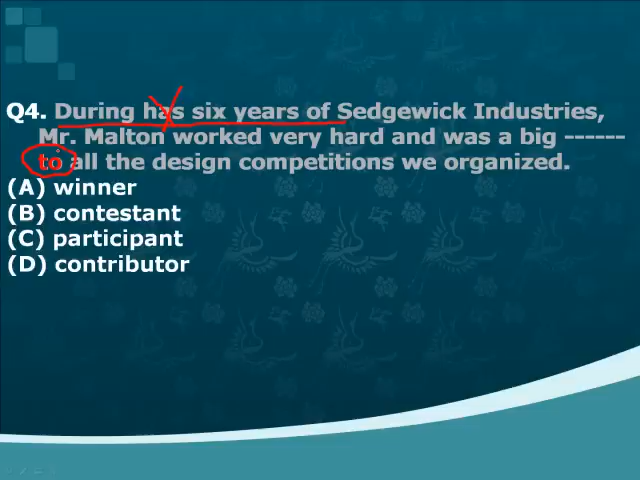 Q4. During has six years of Sedgewick Industries,
Mr. Malton worked very hard and was a big ------
to all the design competitions we organized.
(A) winner
(B) contestant
(C) participant
(D) contributor